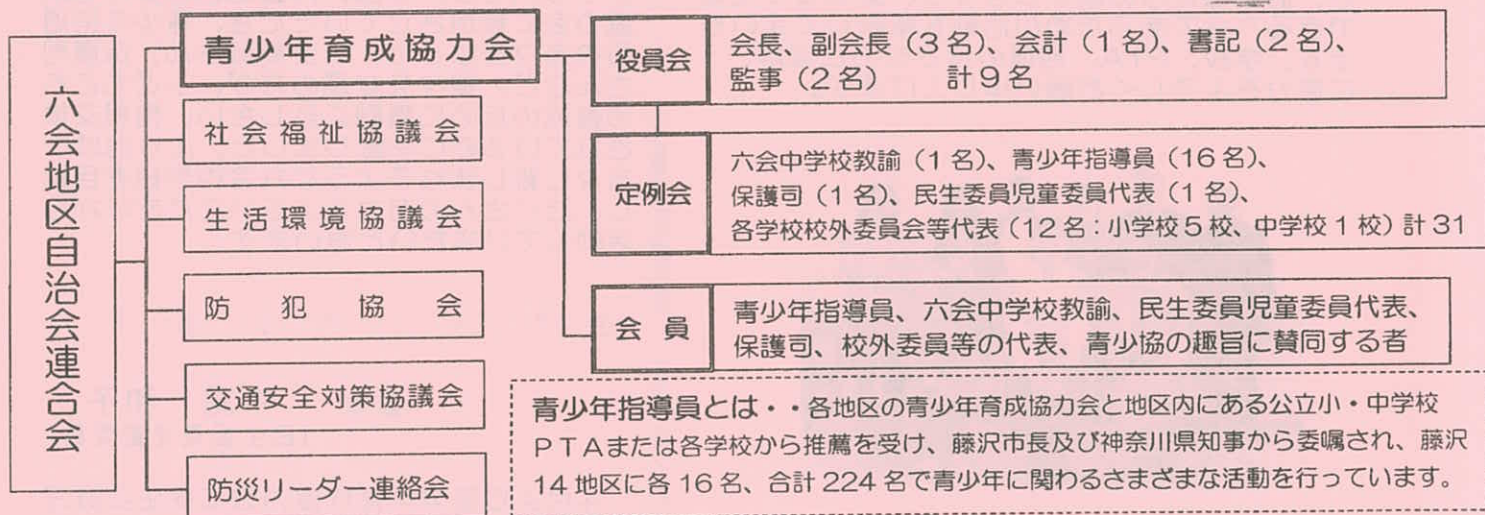 六会地区自治会連合会
青少年育成協力会
社会福祉協議会
生活環境協議会
防犯協会
交通安全対策協議会
防災リーダー連絡会
役員会
会長、副会長（3名）、会計（1名）、書記（2名）、
監事（2名）　　計9名
定例会
六会中学校教諭（1名）、青少年指導員（16名）、
保護司（1名）、民生委員児童委員代表（1名）、
各学校校外委員会等代表（12名：小学校5校、中学校1校）計31
会員
青少年指導員、六会中学校教諭、民生委員児童委員代表、
保護司、校外委員等の代表、青少協の趣旨に賛同する者
青少年指導員とは・・各地区の青少年育成協力会と地区内にある公立小・中学校
ＰＴＡまたは各学校から推薦を受け、藤沢市長及び神奈川県知事から委嘱され、藤沢
14地区に各16名、合計224名で青少年に関わるさまざまな活動を行っています。